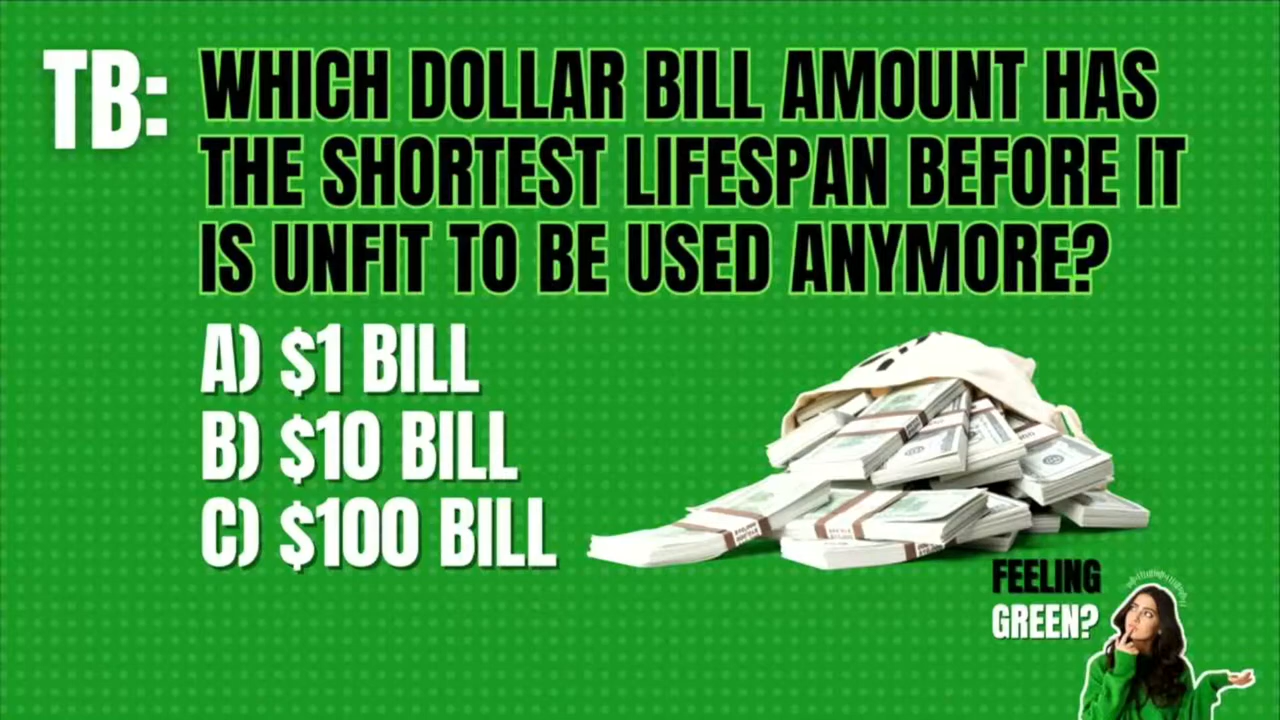 TB: WHICH DOLLAR BILL AMOUNT HAS
THE SHORTEST LIFESPAN BEFORE IT
IS UNFIT TO BE USED ANYMORE?
A) $1 BILL
B) $10 BILL
C) $100 BILL
FEELING
GREEN?